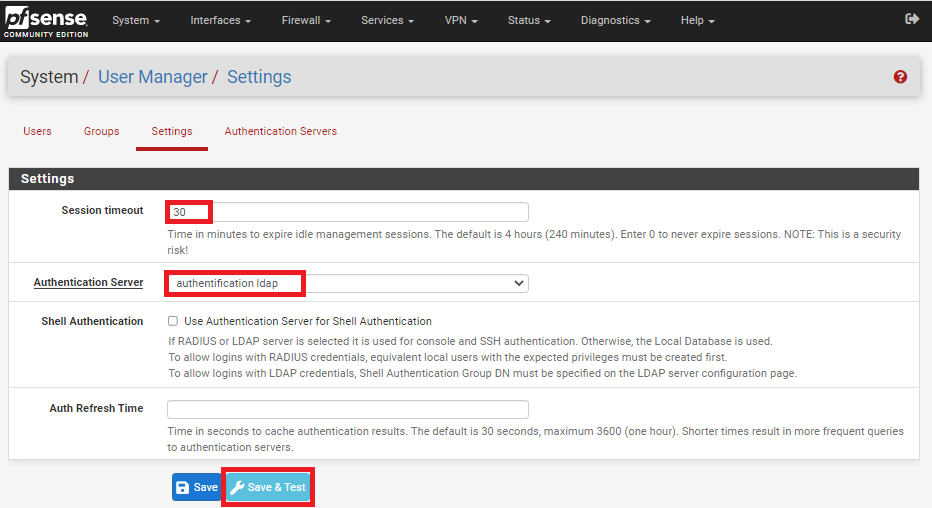 pfsense
COMMUNITY EDITION
System Interfaces Firewall Services VPN Status Diagnostics Help
System / User Manager / Settings
Users Groups Settings Authentication Servers
Settings
Session timeout 30
Time in minutes to expire idle management sessions. The default is 4 hours (240 minutes). Enter 0 to never expire sessions. NOTE: This is a security
risk!
Authentication Server authentification ldap
Shell Authentication Use Authentication Server for Shell Authentication
If RADIUS or LDAP server is selected it is used for console and SSH authentication. Otherwise, the Local Database is used.
To allow logins with RADIUS credentials, equivalent local users with the expected privileges must be created first.
To allow logins with LDAP credentials, Shell Authentication Group DN must be specified on the LDAP server configuration page.
Auth Refresh Time
Time in seconds to cache authentication results. The default is 30 seconds, maximum 3600 (one hour). Shorter times result in more frequent queries
to authentication servers.
Save Save & Test